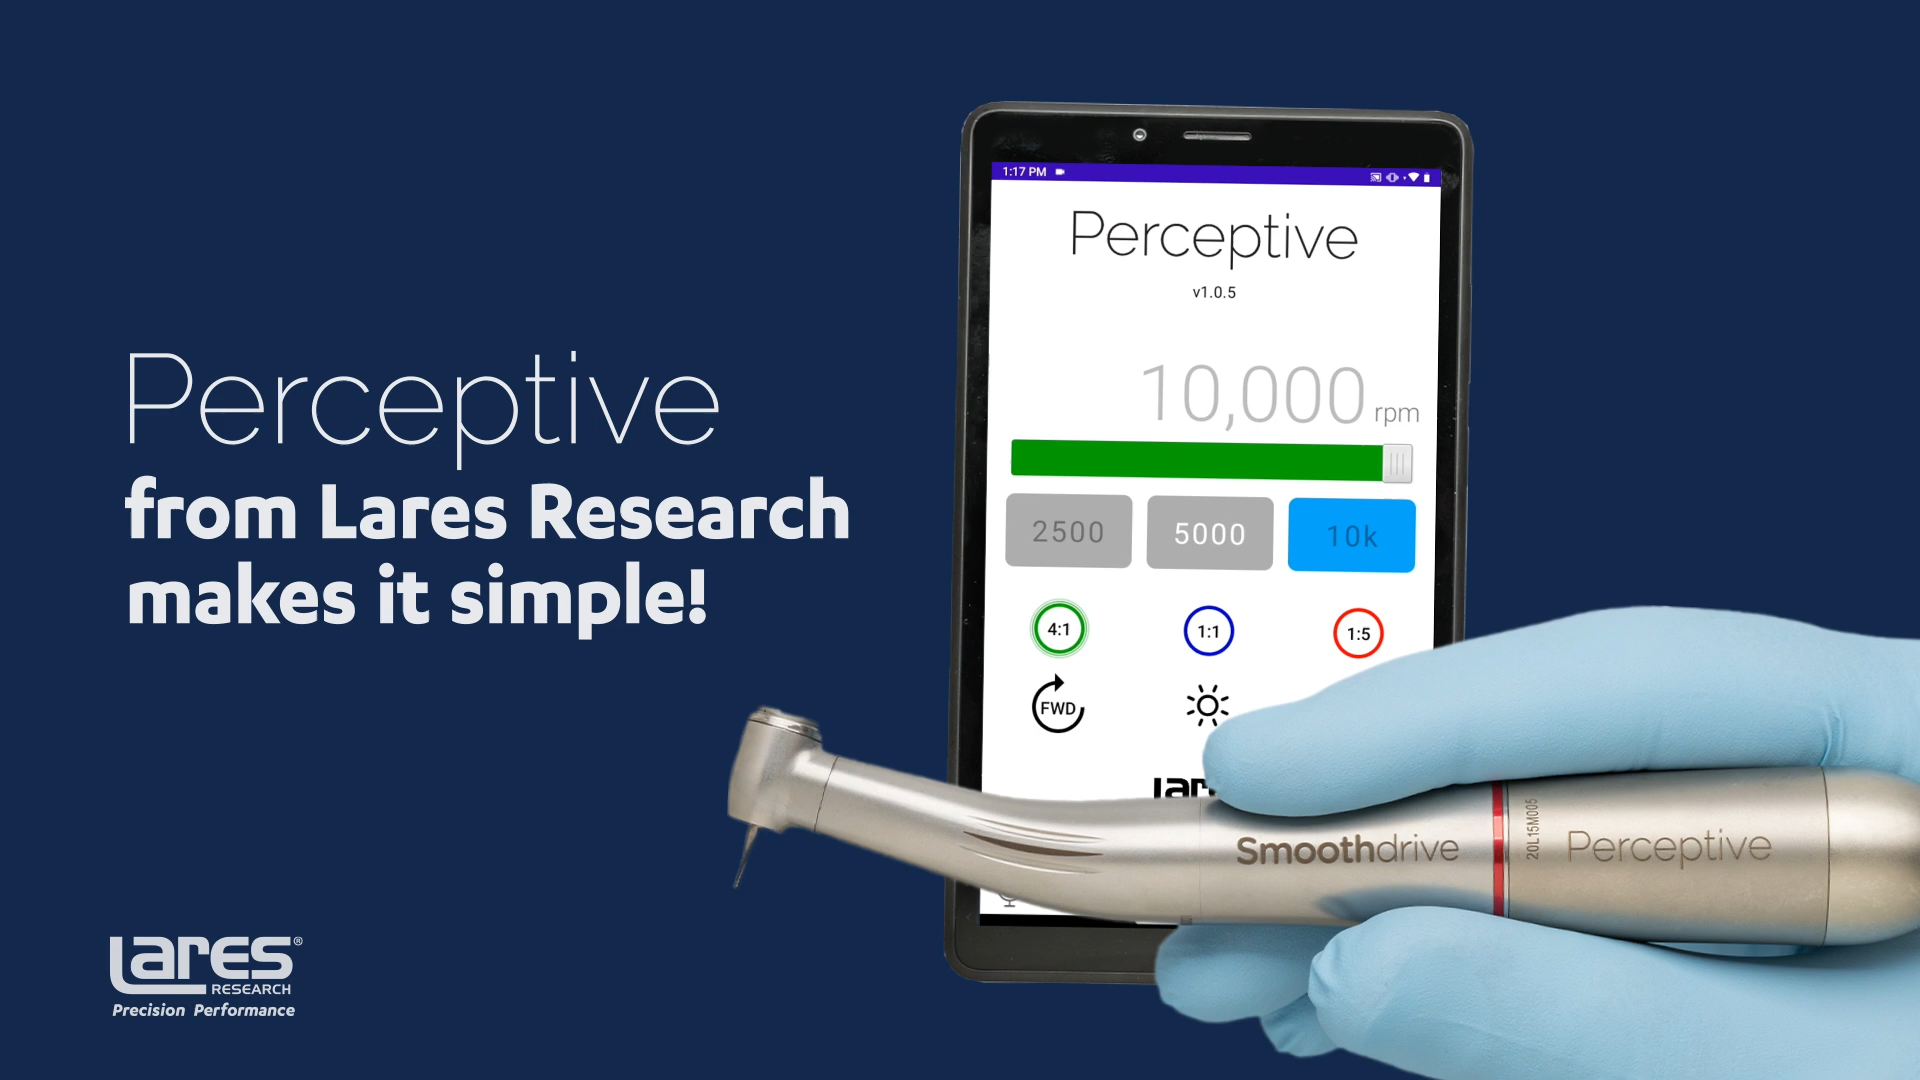 Perceptive
from Lares Research
makes it simple!
Lares®
RESEARCH
Precision Performance
1:17 PM
Perceptive
v1.0.5
10,000 rpm
2500 5000 10k
4:1 1:1 1:5
FWD
Smoothdrive
20L15M005
Perceptive